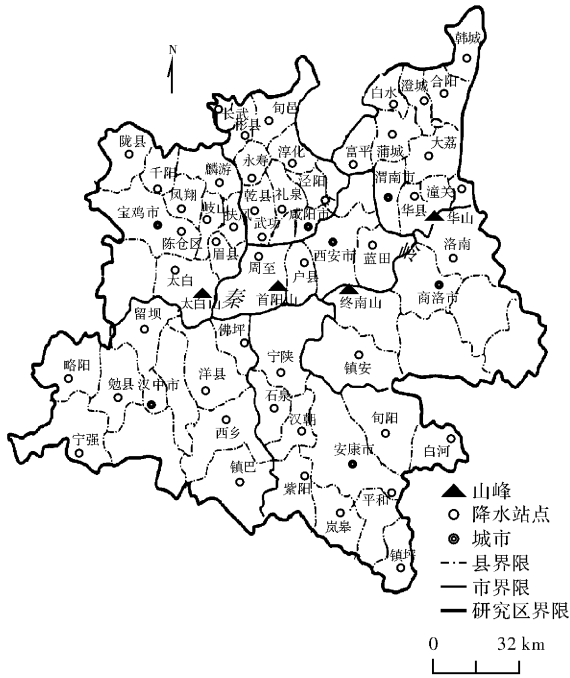 N
韩城
澄城
合阳
白水
长武
彬县
旬邑
陇县
淳化
富平
蒲城
大荔
千阳
麟游
永寿
泾阳
渭南市
潼关
凤翔
乾县
礼泉
华县
宝鸡市
岐山
扶风
咸阳市
华山
武功
陈仓区
眉县
西安市
蓝田
岭
洛南
太白
周至
户县
太白山
秦
首阳山
终南山
商洛市
留坝
佛坪
略阳
宁陕
镇安
勉县
汉中市
洋县
石泉
汉朝
旬阳
西乡
白河
宁强
安康市
镇巴
紫阳
平和
岚皋
镇坪
山峰
降水站点
城市
县界限
市界限
研究区界限
0 32 km